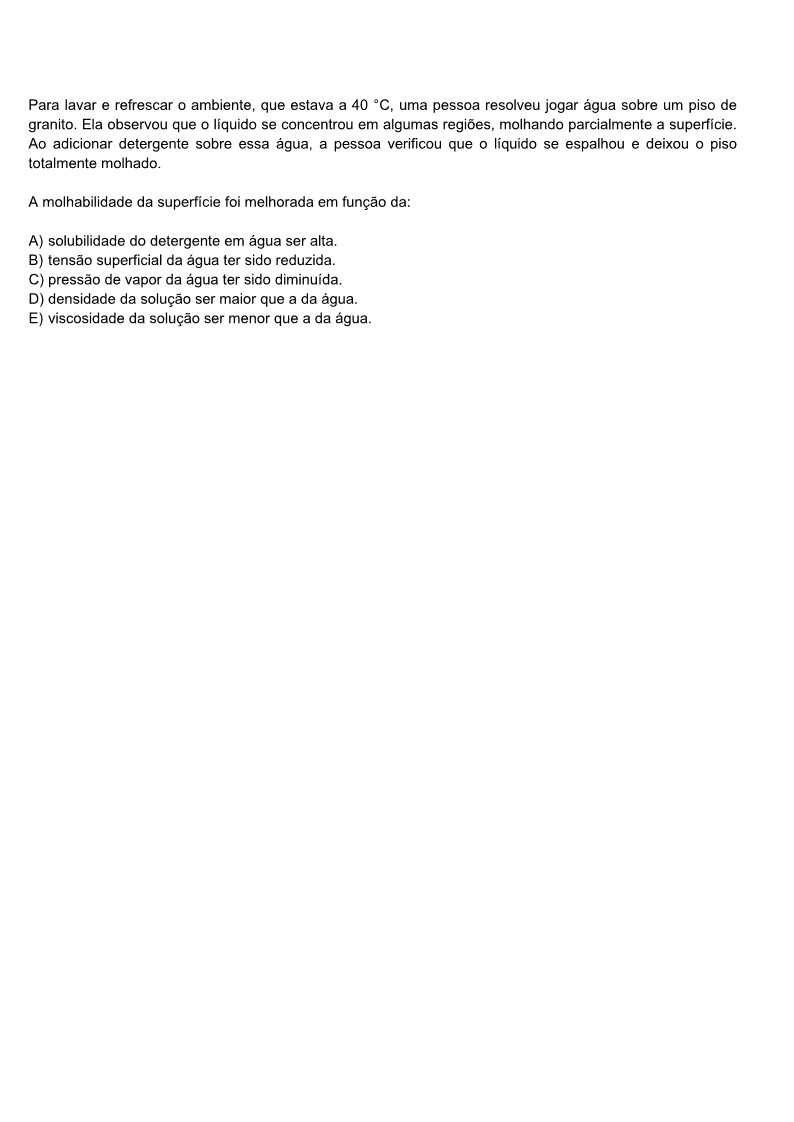 Para lavar e refrescar o ambiente, que estava a 40 °C, uma pessoa resolveu jogar água sobre um piso de
granito. Ela observou que o líquido se concentrou em algumas regiões, molhando parcialmente a superfície.
Ao adicionar detergente sobre essa água, a pessoa verificou que o líquido se espalhou e deixou o piso
totalmente molhado.
A molhabilidade da superfície foi melhorada em função da:
A) solubilidade do detergente em água ser alta.
B) tensão superficial da água ter sido reduzida.
C) pressão de vapor da água ter sido diminuída.
D) densidade da solução ser maior que a da água.
E) viscosidade da solução ser menor que a da água.